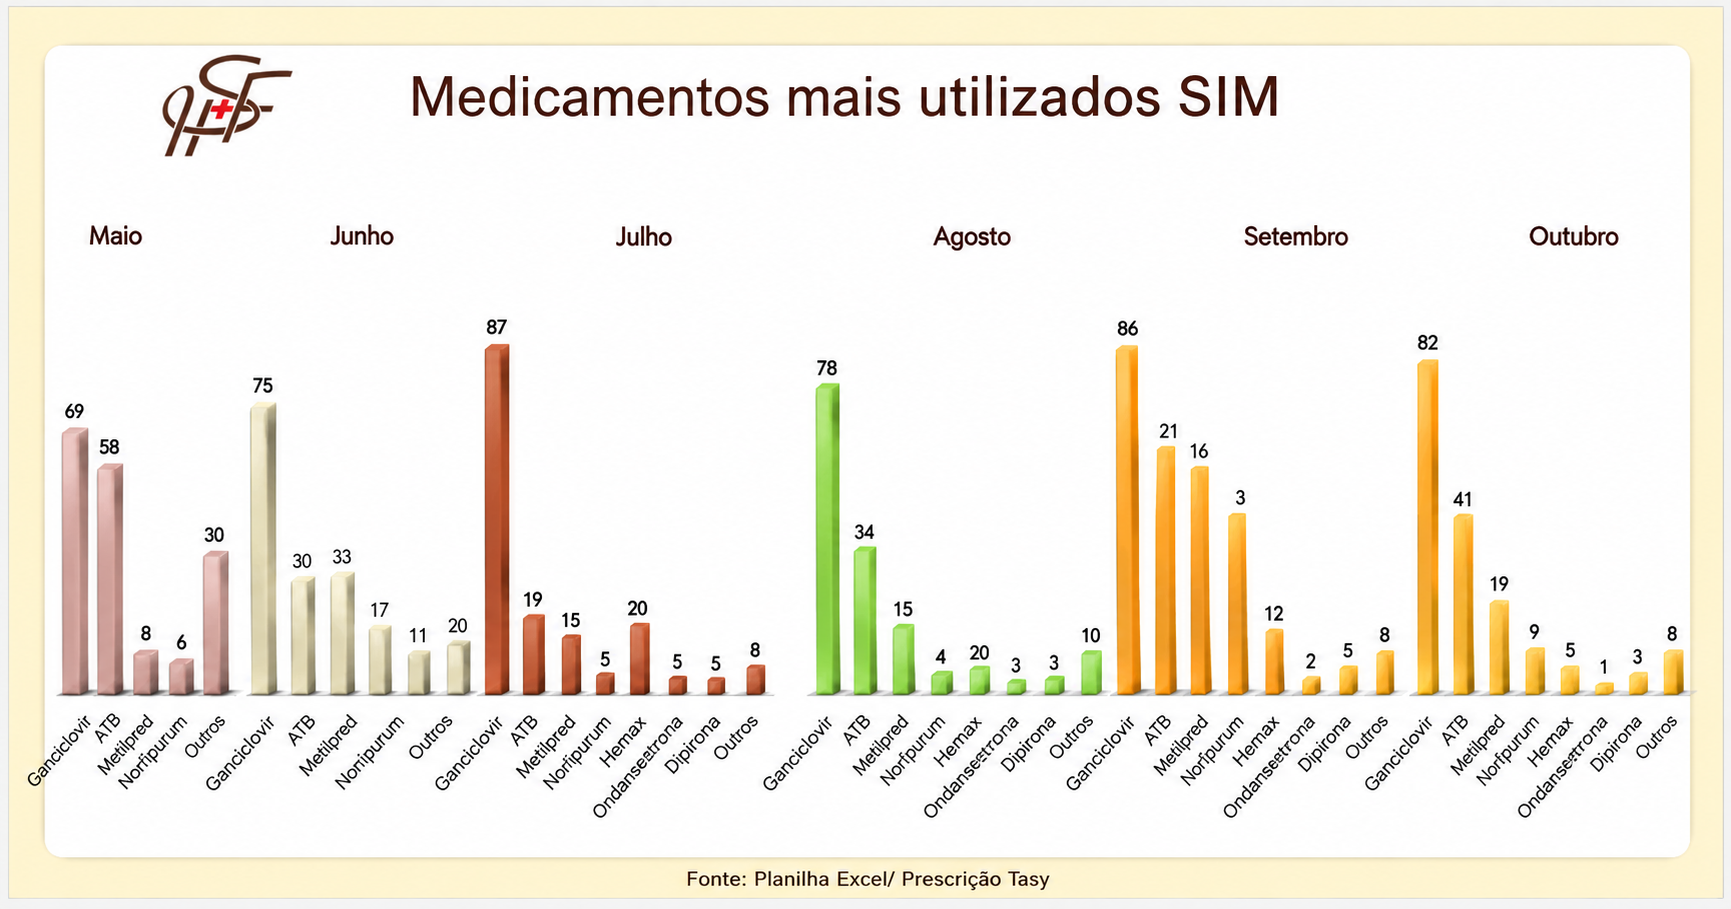 Medicamentos mais utilizados SIM
Maio
69
58
8
6
30
Ganciclovir
ATB
Metilpred
Norfipurum
Outros
Junho
75
30
33
17
11
20
Ganciclovir
ATB
Metilpred
Outros
Julho
87
19
15
5
20
5
5
8
Ganciclovir
ATB
Metilpred
Norfipurum
Hemax
Ondansetrona
Dipirona
Outros
Agosto
78
34
15
4
20
3
3
10
Ganciclovir
ATB
Metilpred
Norfipurum
Hemax
Ondansetrona
Dipirona
Outros
Setembro
86
21
16
3
12
2
5
8
Ganciclovir
ATB
Metilpred
Norfipurum
Hemax
Ondansetrona
Dipirona
Outros
Outubro
82
41
19
9
5
1
3
8
Ganciclovir
ATB
Metilpred
Norfipurum
Hemax
Ondansetrona
Dipirona
Outros
Fonte: Planilha Excel/ Prescrição Tasy